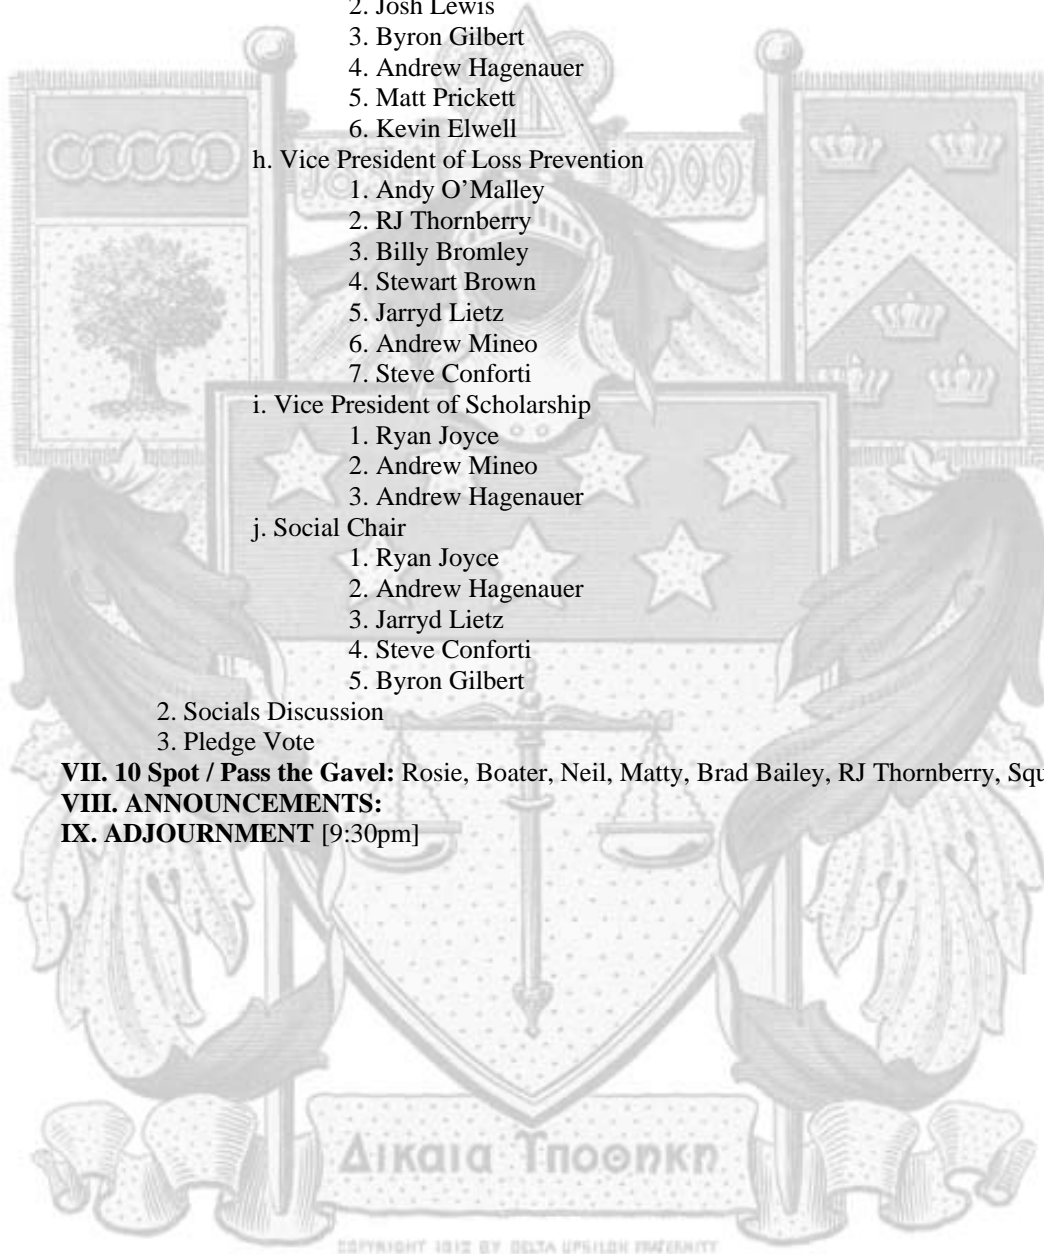 2. Josh Lewis
3. Byron Gilbert
4. Andrew Hagenauer
5. Matt Prickett
6. Kevin Elwell
h. Vice President of Loss Prevention
1. Andy O’Malley
2. RJ Thornberry
3. Billy Bromley
4. Stewart Brown
5. Jarryd Lietz
6. Andrew Mineo
7. Steve Conforti
i. Vice President of Scholarship
1. Ryan Joyce
2. Andrew Mineo
3. Andrew Hagenauer
j. Social Chair
1. Ryan Joyce
2. Andrew Hagenauer
3. Jarryd Lietz
4. Steve Conforti
5. Byron Gilbert
2. Socials Discussion
3. Pledge Vote
VII. 10 Spot / Pass the Gavel: Rosie, Boater, Neil, Matty, Brad Bailey, RJ Thornberry, Squ
VIII. ANNOUNCEMENTS:
IX. ADJOURNMENT [9:30pm]
Δικαια Υποθηκη
COPYRIGHT 1912 BY DELTA UPSILON FRATERNITY